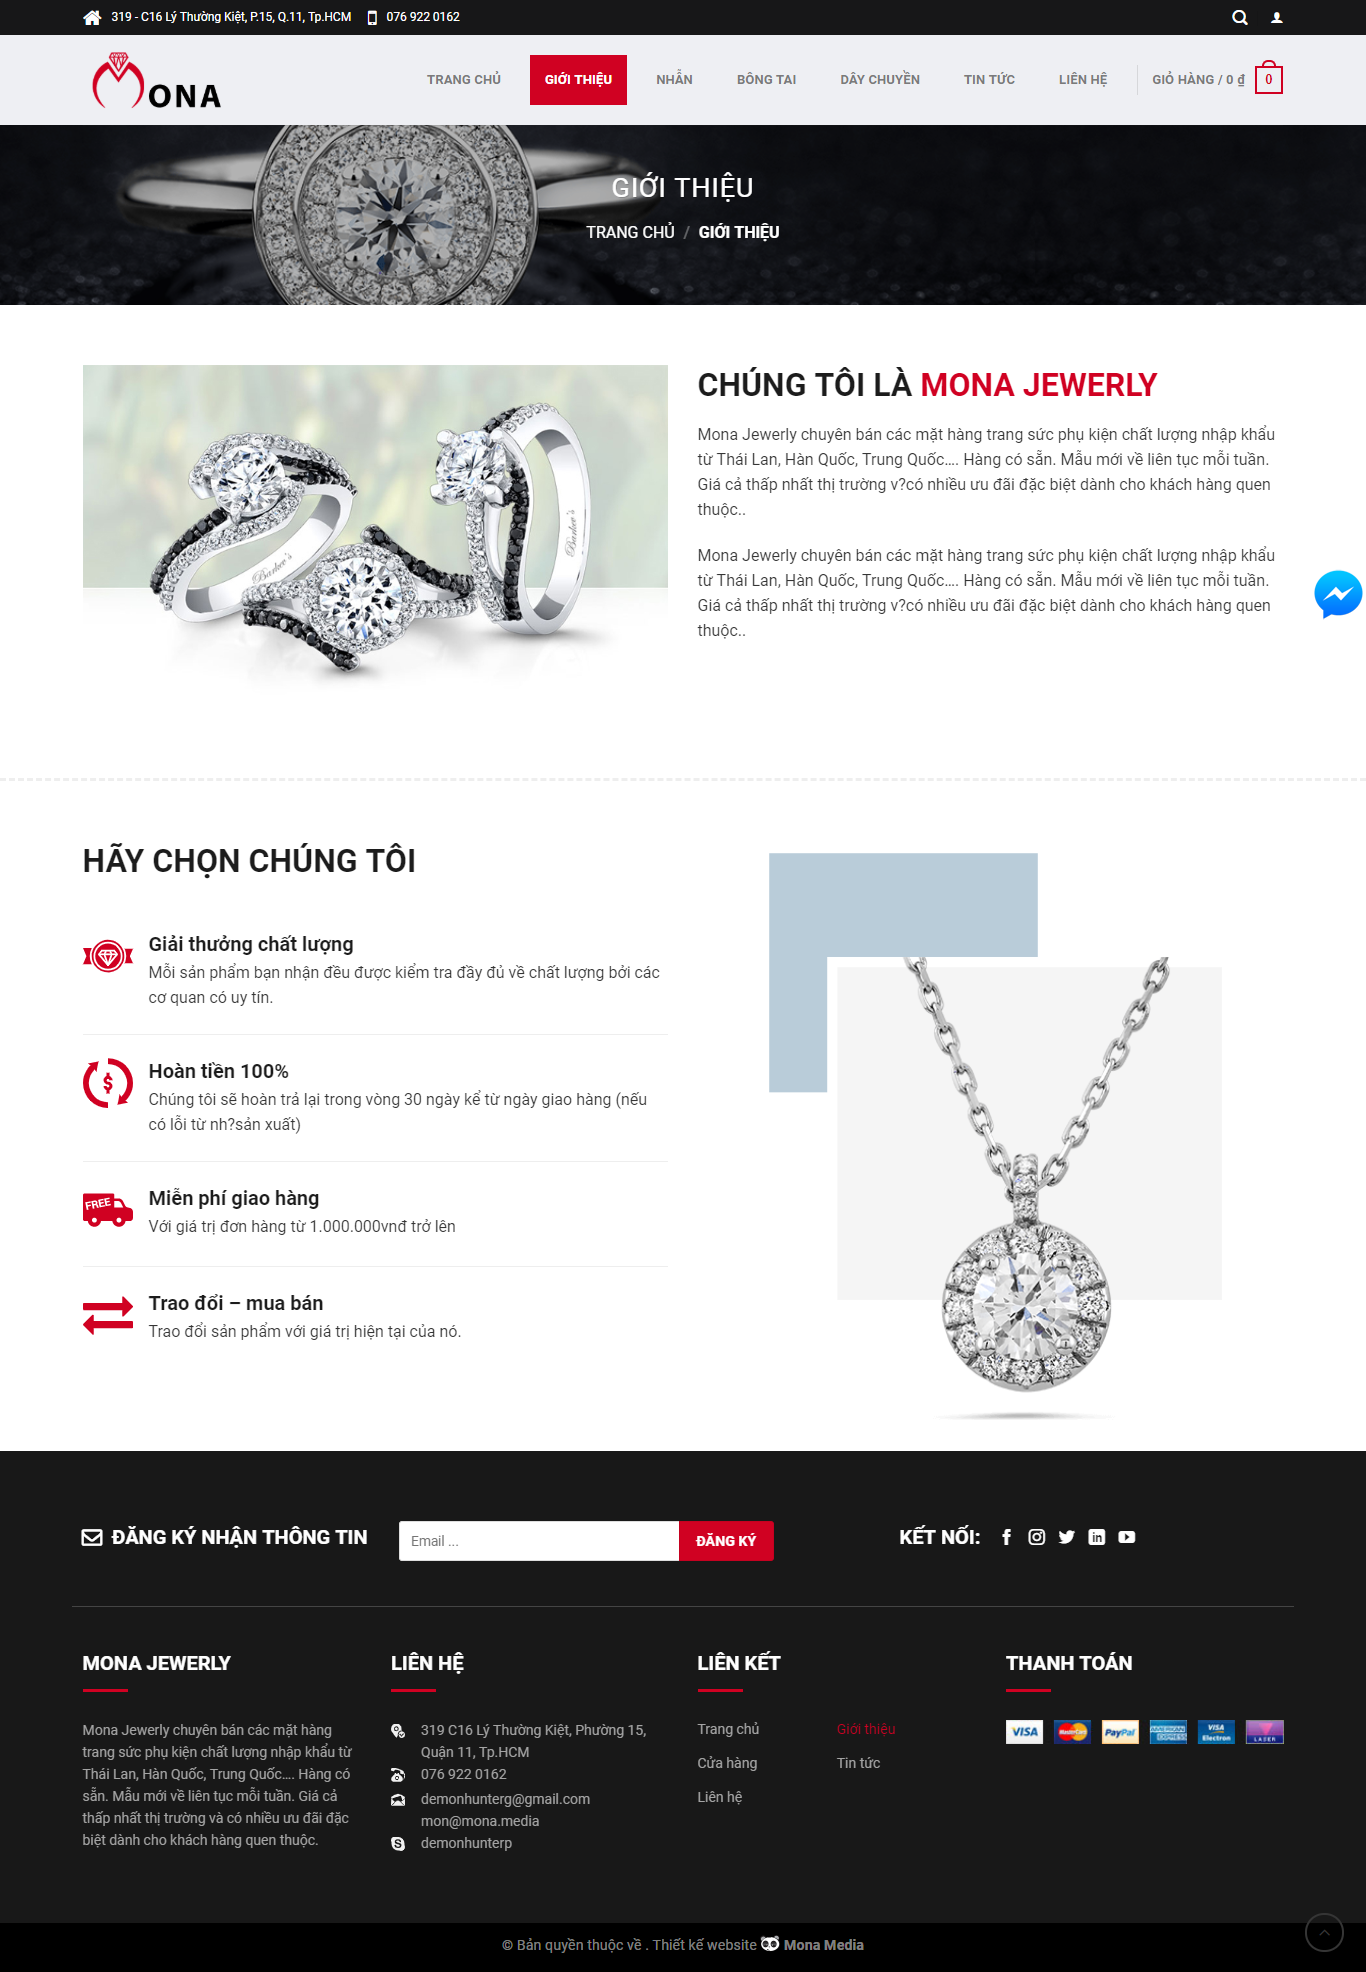 319 - C16 Lý Thường Kiệt, P.15, Q.11, Tp.HCM 076 922 0162
MONA
TRANG CHỦ GIỚI THIỆU NHẪN BÔNG TAI DÂY CHUYỀN TIN TỨC LIÊN HỆ GIỎ HÀNG / 0 ₫ 0
GIỚI THIỆU
TRANG CHỦ / GIỚI THIỆU
CHÚNG TÔI LÀ MONA JEWERLY
Mona Jewerly chuyên bán các mặt hàng trang sức phụ kiện chất lượng nhập khẩu
từ Thái Lan, Hàn Quốc, Trung Quốc…. Hàng có sẵn. Mẫu mới về liên tục mỗi tuần.
Giá cả thấp nhất thị trường v?có nhiều ưu đãi đặc biệt dành cho khách hàng quen
thuộc..
Mona Jewerly chuyên bán các mặt hàng trang sức phụ kiện chất lượng nhập khẩu
từ Thái Lan, Hàn Quốc, Trung Quốc…. Hàng có sẵn. Mẫu mới về liên tục mỗi tuần.
Giá cả thấp nhất thị trường v?có nhiều ưu đãi đặc biệt dành cho khách hàng quen
thuộc..
Barkev's
Barkev's
HÃY CHỌN CHÚNG TÔI
Giải thưởng chất lượng
Mỗi sản phẩm bạn nhận đều được kiểm tra đầy đủ về chất lượng bởi các
cơ quan có uy tín.
Hoàn tiền 100%
Chúng tôi sẽ hoàn trả lại trong vòng 30 ngày kể từ ngày giao hàng (nếu
có lỗi từ nh?sản xuất)
FREE
Miễn phí giao hàng
Với giá trị đơn hàng từ 1.000.000vnđ trở lên
Trao đổi – mua bán
Trao đổi sản phẩm với giá trị hiện tại của nó.
ĐĂNG KÝ NHẬN THÔNG TIN
Email ...
ĐĂNG KÝ
KẾT NỐI:
MONA JEWERLY
Mona Jewerly chuyên bán các mặt hàng
trang sức phụ kiện chất lượng nhập khẩu từ
Thái Lan, Hàn Quốc, Trung Quốc…. Hàng có
sẵn. Mẫu mới về liên tục mỗi tuần. Giá cả
thấp nhất thị trường và có nhiều ưu đãi đặc
biệt dành cho khách hàng quen thuộc.
LIÊN HỆ
319 C16 Lý Thường Kiệt, Phường 15,
Quận 11, Tp.HCM
076 922 0162
demonhunterg@gmail.com
mon@mona.media
demonhunterp
LIÊN KẾT
Trang chủ
Giới thiệu
Cửa hàng
Tin tức
Liên hệ
THANH TOÁN
VISA MasterCard PayPal AMERICAN EXPRESS VISA Electron LASER
© Bản quyền thuộc về . Thiết kế website Mona Media